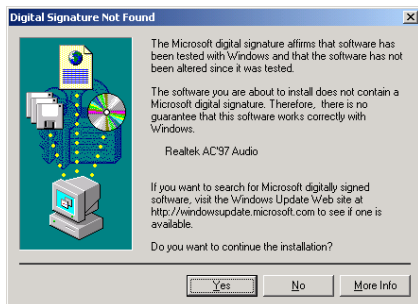 Digital Signature Not Found
The Microsoft digital signature affirms that software has
been tested with Windows and that the software has not
been altered since it was tested.
The software you are about to install does not contain a
Microsoft digital signature. Therefore, there is no
guarantee that this software works correctly with
Windows.
Realtek AC'97 Audio
If you want to search for Microsoft digitally signed
software, visit the Windows Update Web site at
http://windowsupdate.microsoft.com to see if one is
available.
Do you want to continue the installation?
Yes No More Info